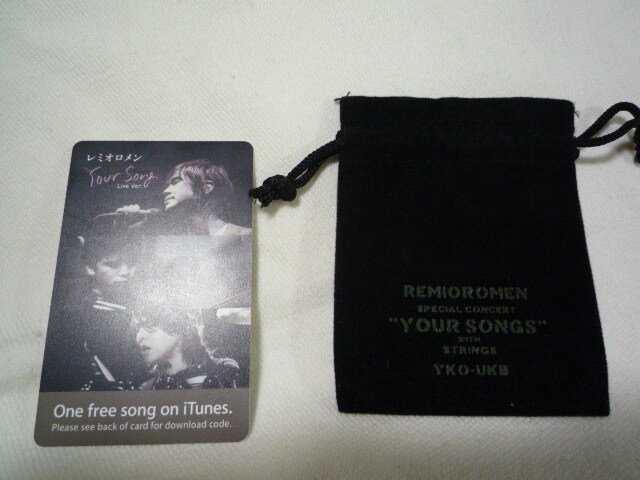 レミオロメン
Your Song
Live Ver.
One free song on iTunes.
Please see back of card for download code.
REMIOROMEN
SPECIAL CONCERT
"YOUR SONGS"
WITH
STRINGS
YKO-UKB